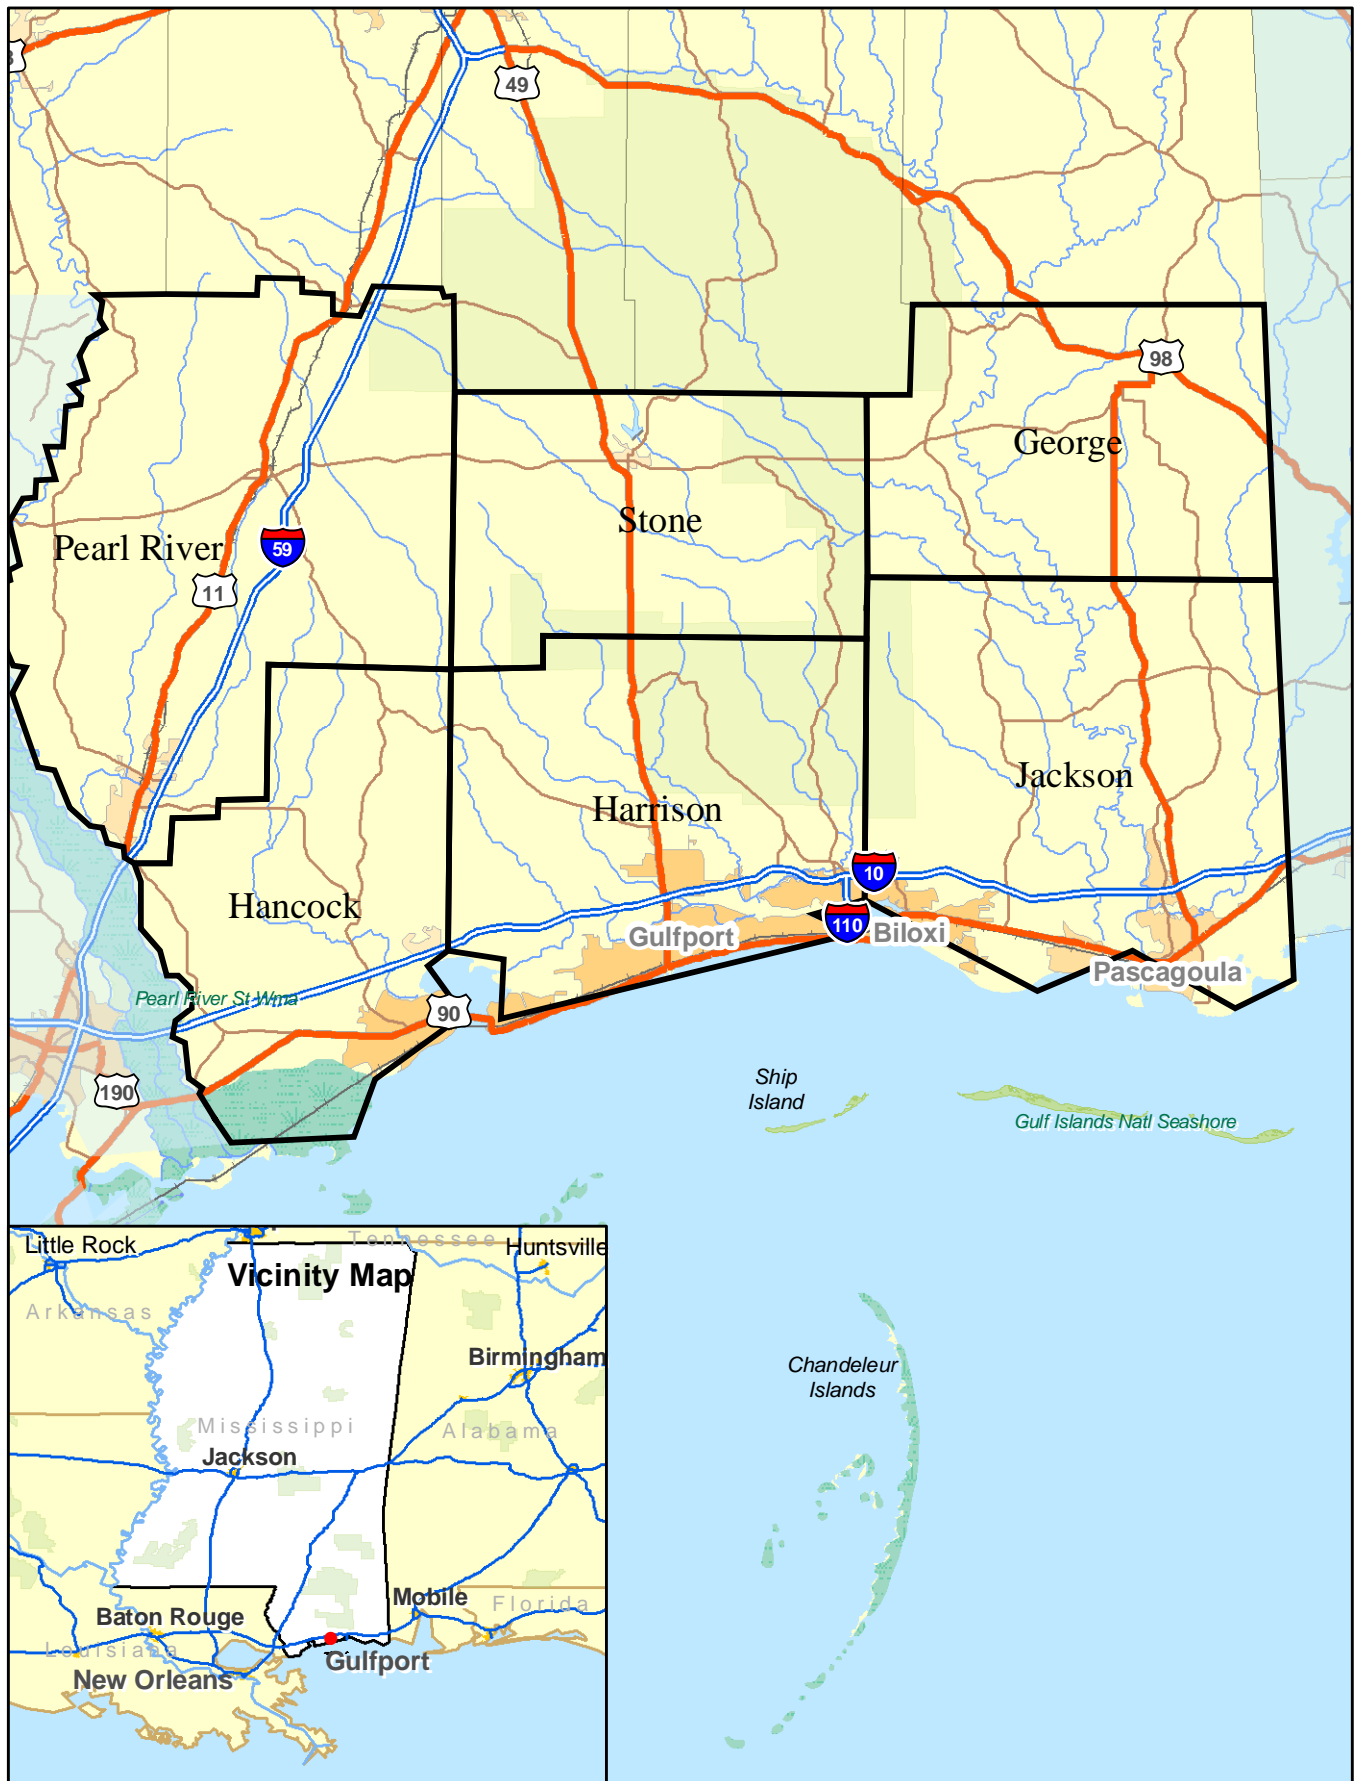 49
98
George
Stone
Pearl River
59
11
Jackson
Harrison
10
Hancock
110
Gulfport
Biloxi
Pascagoula
Pearl River St Wma
90
190
Ship
Island
Gulf Islands Natl Seashore
Chandeleur
Islands
Tennessee
Little Rock
Huntsville
Vicinity Map
Arkansas
Birmingham
Mississippi
Alabama
Jackson
Mobile
Florida
Baton Rouge
Louisiana
Gulfport
New Orleans